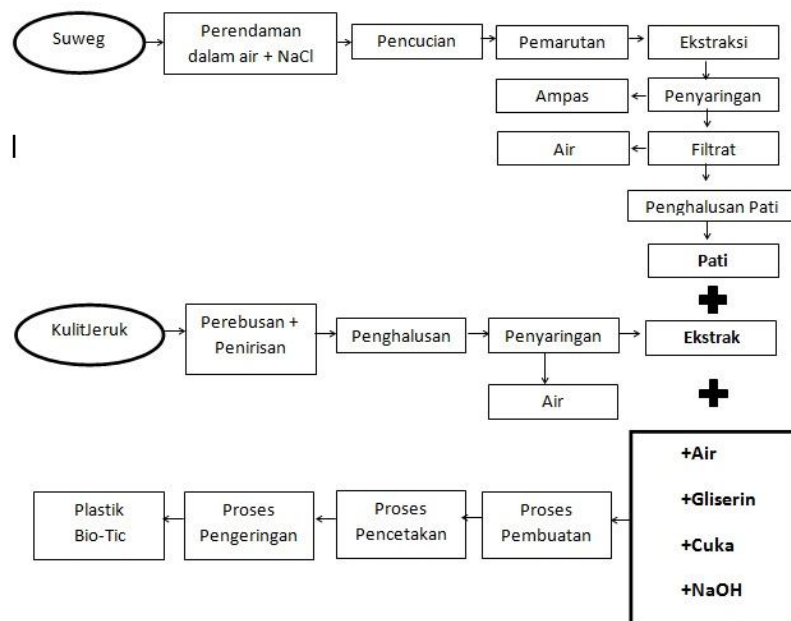 Suweg
Perendaman
dalam air + NaCl
Pencucian
Pemarutan
Ekstraksi
Ampas
Penyaringan
Air
Filtrat
Penghalusan Pati
Pati
KulitJeruk
Perebusan +
Penirisan
Penghalusan
Penyaringan
Ekstrak
Air
+Air
+Gliserin
+Cuka
+NaOH
Proses
Pembuatan
Proses
Pencetakan
Proses
Pengeringan
Plastik
Bio-Tic